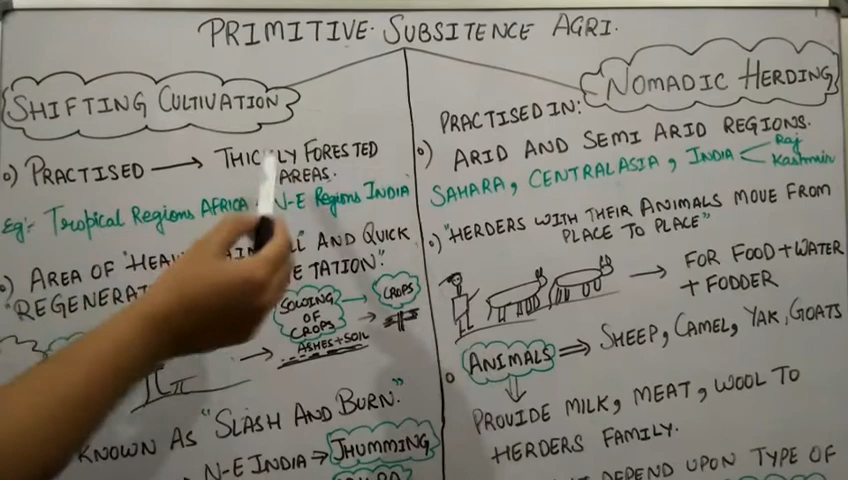 PRIMITIVE SUBSITENCE AGRI.
SHIFTING CULTIVATION
o) PRACTISED → THICKLY FORESTED
AREAS.
Eg:- Tropical Regions AFRICA N-E Regions INDIA
o) AREA OF "AND QUICK
"
SOWING
OF
CROPS
CROPS
ASHES+SOIL
KNOWN AS "SLASH AND BURN."
N-E INDIA ⇒ JHUMMING
NOMADIC HERDING
PRACTISED IN:
o) ARID AND SEMI ARID REGIONS.
SAHARA, CENTRAL ASIA, INDIA < Raj
Kashmir
o) "HERDERS WITH THEIR ANIMALS MOVE FROM
PLACE TO PLACE"
→ FOR FOOD + WATER
+ FODDER
o ANIMALS ⇒ SHEEP, CAMEL, YAK, GOATS
PROVIDE MILK, MEAT, WOOL TO
HERDERS FAMILY.
DEPEND UPON TYPE OF